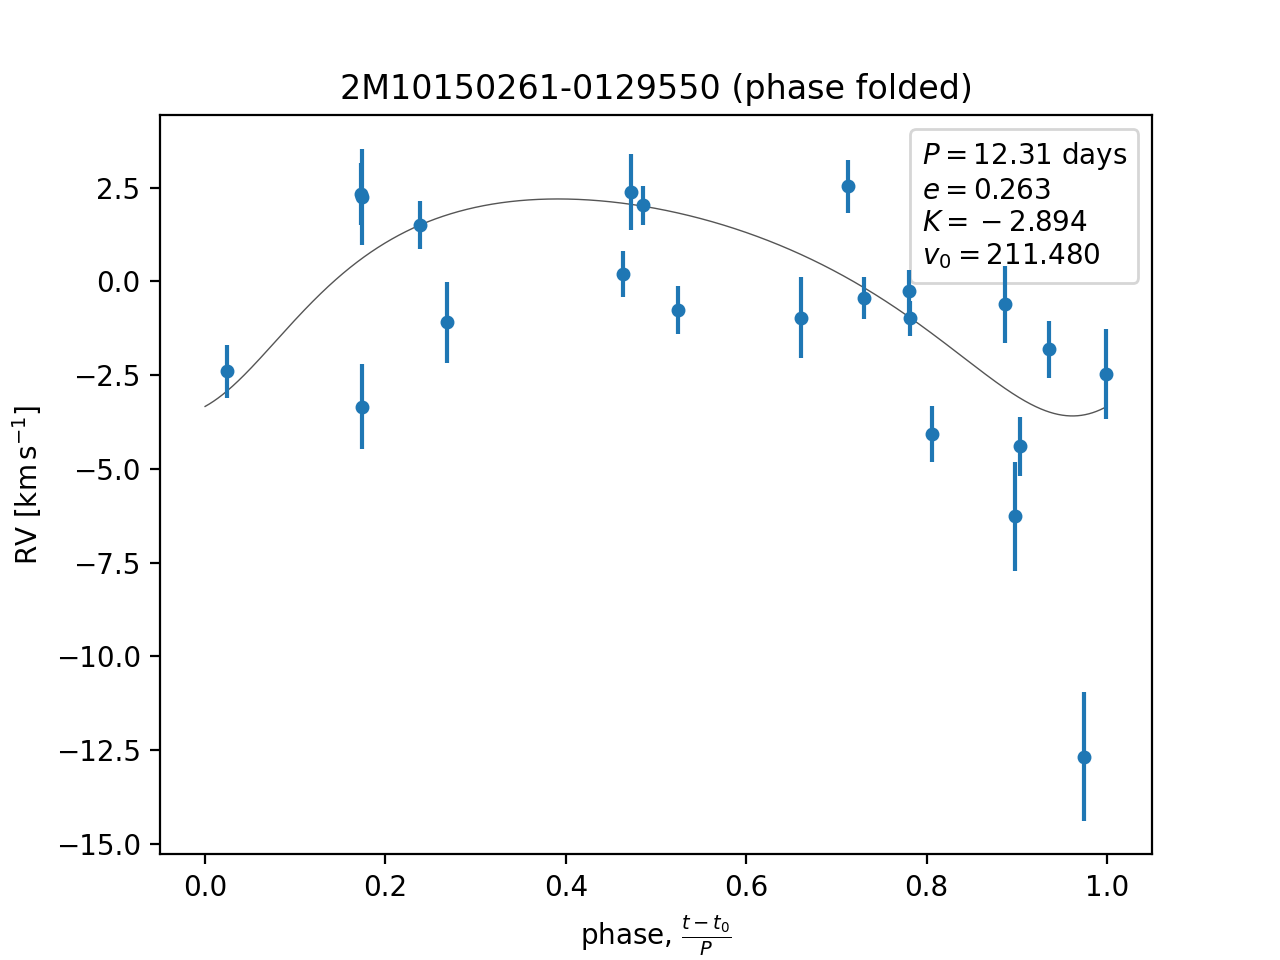 2M10150261-0129550 (phase folded)
P = 12.31 days
e = 0.263
K = −2.894
v₀ = 211.480
2.5
0.0
−2.5
−5.0
−7.5
−10.0
−12.5
−15.0
RV [km s⁻¹]
0.0 0.2 0.4 0.6 0.8 1.0
phase, (t − t₀)/P